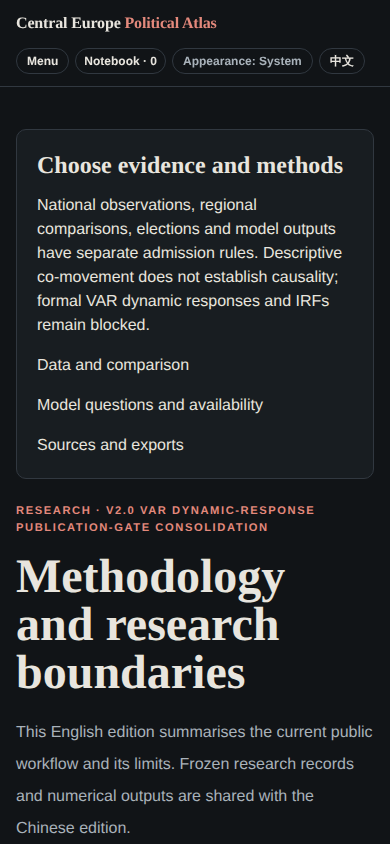 Central Europe Political Atlas
Menu
Notebook · 0
Appearance: System
中文
Choose evidence and methods
National observations, regional
comparisons, elections and model outputs
have separate admission rules. Descriptive
co-movement does not establish causality;
formal VAR dynamic responses and IRFs
remain blocked.
Data and comparison
Model questions and availability
Sources and exports
RESEARCH · V2.0 VAR DYNAMIC-RESPONSE
PUBLICATION-GATE CONSOLIDATION
Methodology
and research
boundaries
This English edition summarises the current public
workflow and its limits. Frozen research records
and numerical outputs are shared with the
Chinese edition.